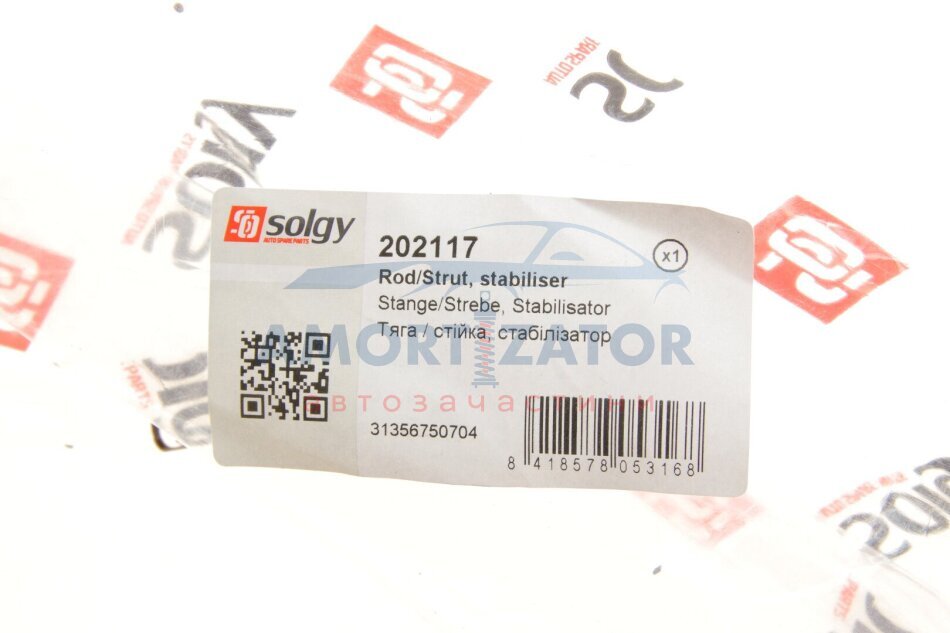 solgy
AUTO SPARE PARTS
202117
x1
Rod/Strut, stabiliser
Stange/Strebe, Stabilisator
Тяга / стійка, стабілізатор
AMORTIZATOR
автозапчастини
31356750704
8 418578 053168